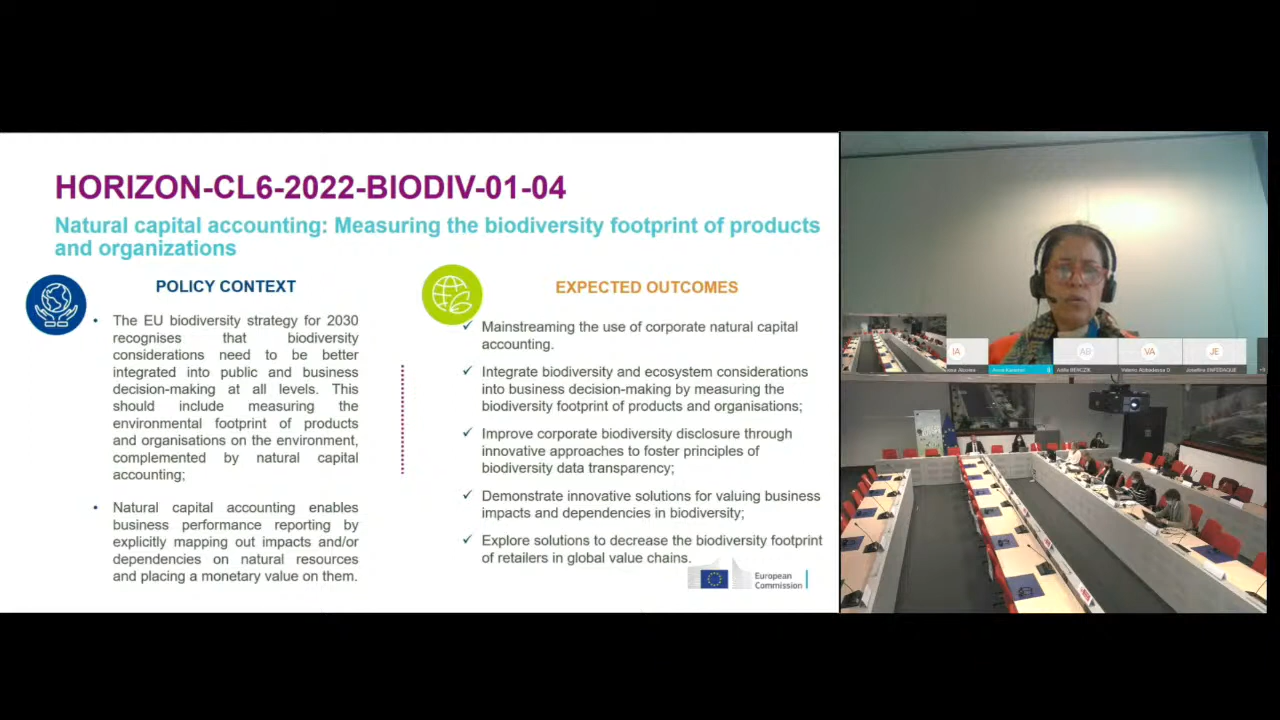 HORIZON-CL6-2022-BIODIV-01-04
Natural capital accounting: Measuring the biodiversity footprint of products
and organizations
POLICY CONTEXT
• The EU biodiversity strategy for 2030
recognises that biodiversity
considerations need to be better
integrated into public and business
decision-making at all levels. This
should include measuring the
environmental footprint of products
and organisations on the environment,
complemented by natural capital
accounting;
• Natural capital accounting enables
business performance reporting by
explicitly mapping out impacts and/or
dependencies on natural resources
and placing a monetary value on them.
EXPECTED OUTCOMES
✓ Mainstreaming the use of corporate natural capital
accounting.
✓ Integrate biodiversity and ecosystem considerations
into business decision-making by measuring the
biodiversity footprint of products and organisations;
✓ Improve corporate biodiversity disclosure through
innovative approaches to foster principles of
biodiversity data transparency;
✓ Demonstrate innovative solutions for valuing business
impacts and dependencies in biodiversity;
✓ Explore solutions to decrease the biodiversity footprint
of retailers in global value chains.
European
Commission
IA
AB
VA
JE